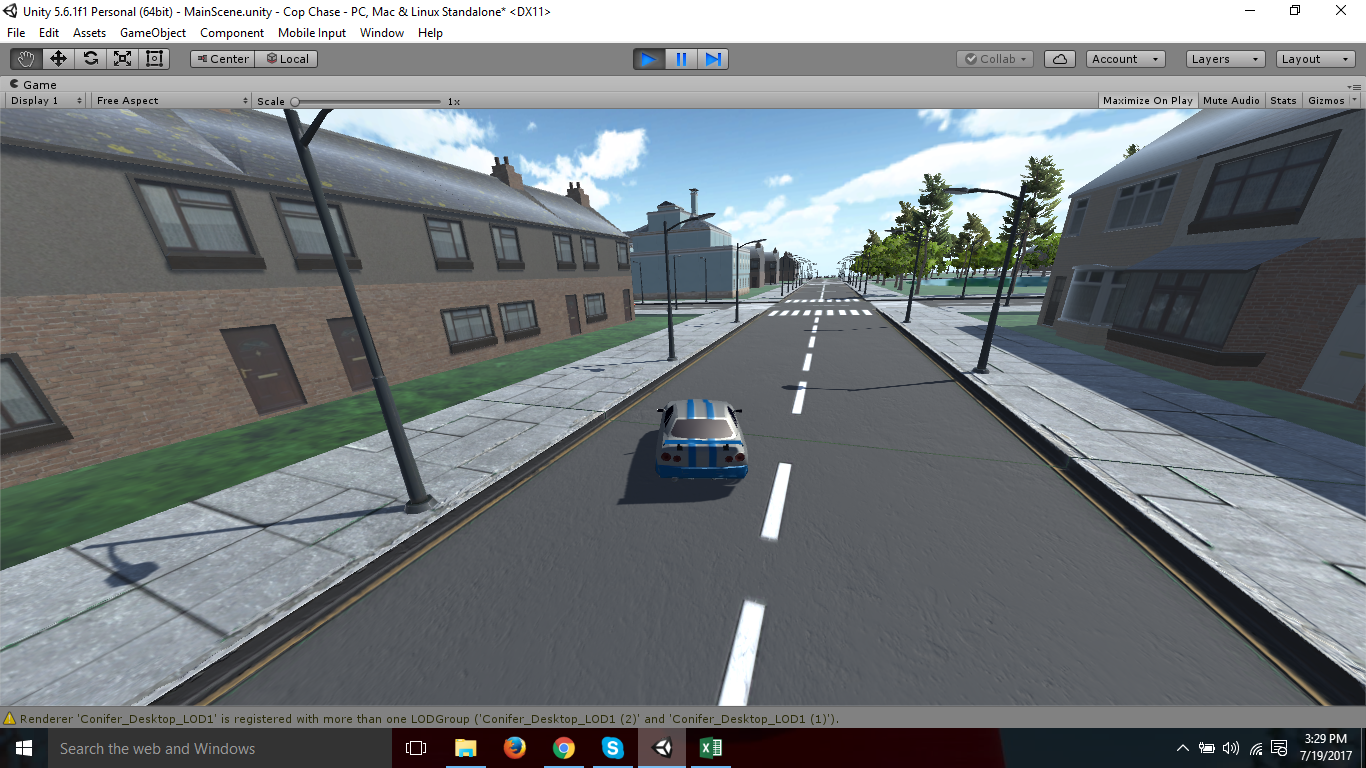 Unity 5.6.1f1 Personal (64bit) - MainScene.unity - Cop Chase - PC, Mac & Linux Standalone* <DX11>
File Edit Assets GameObject Component Mobile Input Window Help
Center Local Collab Account Layers Layout
Game
Display 1 Free Aspect Scale 1x Maximize On Play Mute Audio Stats Gizmos
Renderer 'Conifer_Desktop_LOD1' is registered with more than one LODGroup ('Conifer_Desktop_LOD1 (2)' and 'Conifer_Desktop_LOD1 (1)').
Search the web and Windows
3:29 PM
7/19/2017